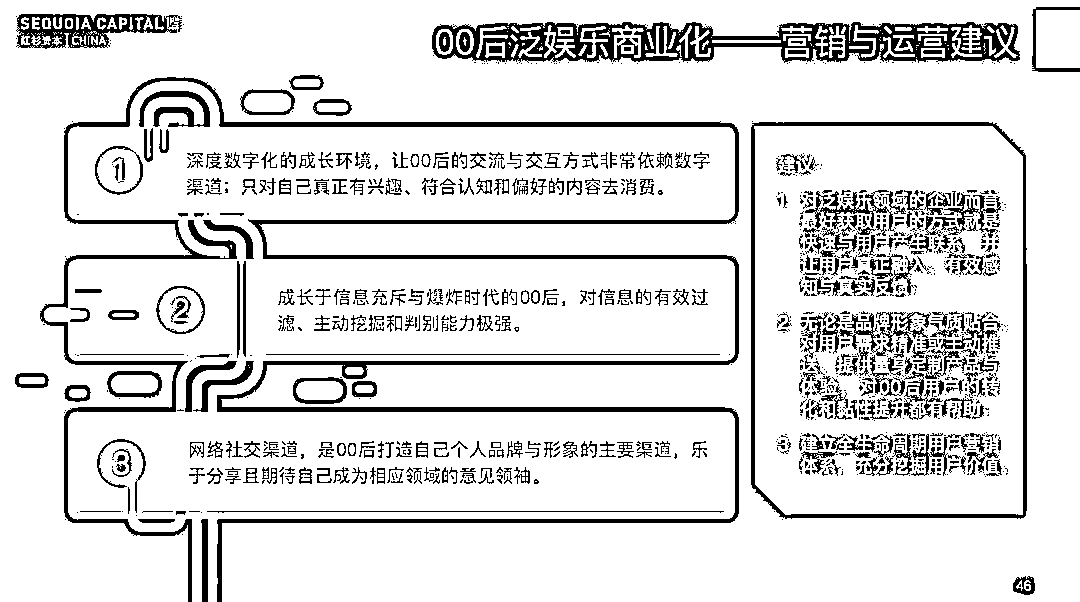 SEQUOIA CAPITAL
红杉资本 CHINA
00后泛娱乐商业化——营销与运营建议
1
深度数字化的成长环境，让00后的交流与交互方式非常依赖数字
渠道；只对自己真正有兴趣、符合认知和偏好的内容去消费。
2
成长于信息充斥与爆炸时代的00后，对信息的有效过
滤、主动挖掘和判别能力极强。
3
网络社交渠道，是00后打造自己个人品牌与形象的主要渠道，乐
于分享且期待自己成为相应领域的意见领袖。
建议
1 对泛娱乐领域的企业而言
最好获取用户的方式就是
快速与用户产生联系，并
让用户真正融入、有效感
知与真实反馈；
2 无论是品牌形象气质贴合
对用户需求精准或主动推
送、提供量身定制产品与
体验，对00后用户的转
化和黏性提升都有帮助；
3 建立全生命周期用户营销
体系，充分挖掘用户价值
46